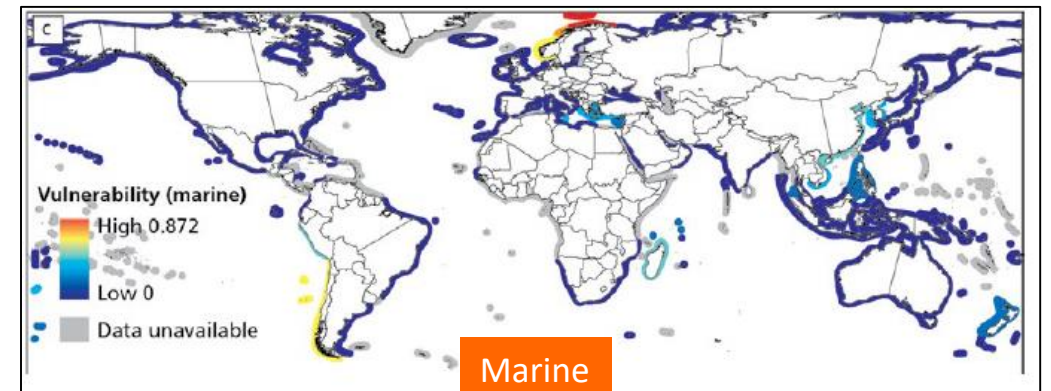 c
Vulnerability (marine)
High 0.872
Low 0
Data unavailable
Marine